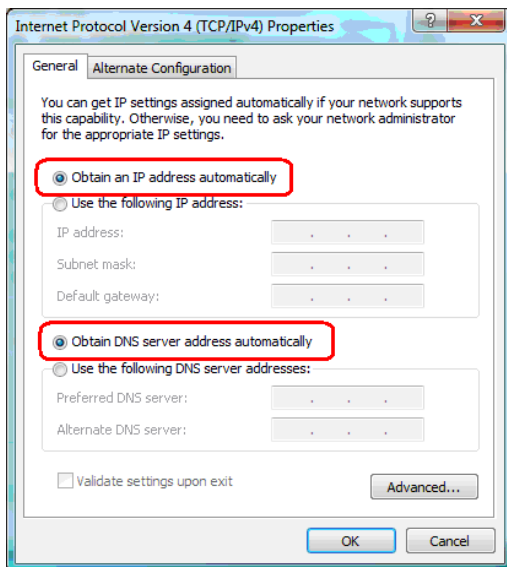 Internet Protocol Version 4 (TCP/IPv4) Properties
General
Alternate Configuration
You can get IP settings assigned automatically if your network supports
this capability. Otherwise, you need to ask your network administrator
for the appropriate IP settings.
Obtain an IP address automatically
Use the following IP address:
IP address:
Subnet mask:
Default gateway:
Obtain DNS server address automatically
Use the following DNS server addresses:
Preferred DNS server:
Alternate DNS server:
Validate settings upon exit
Advanced...
OK
Cancel